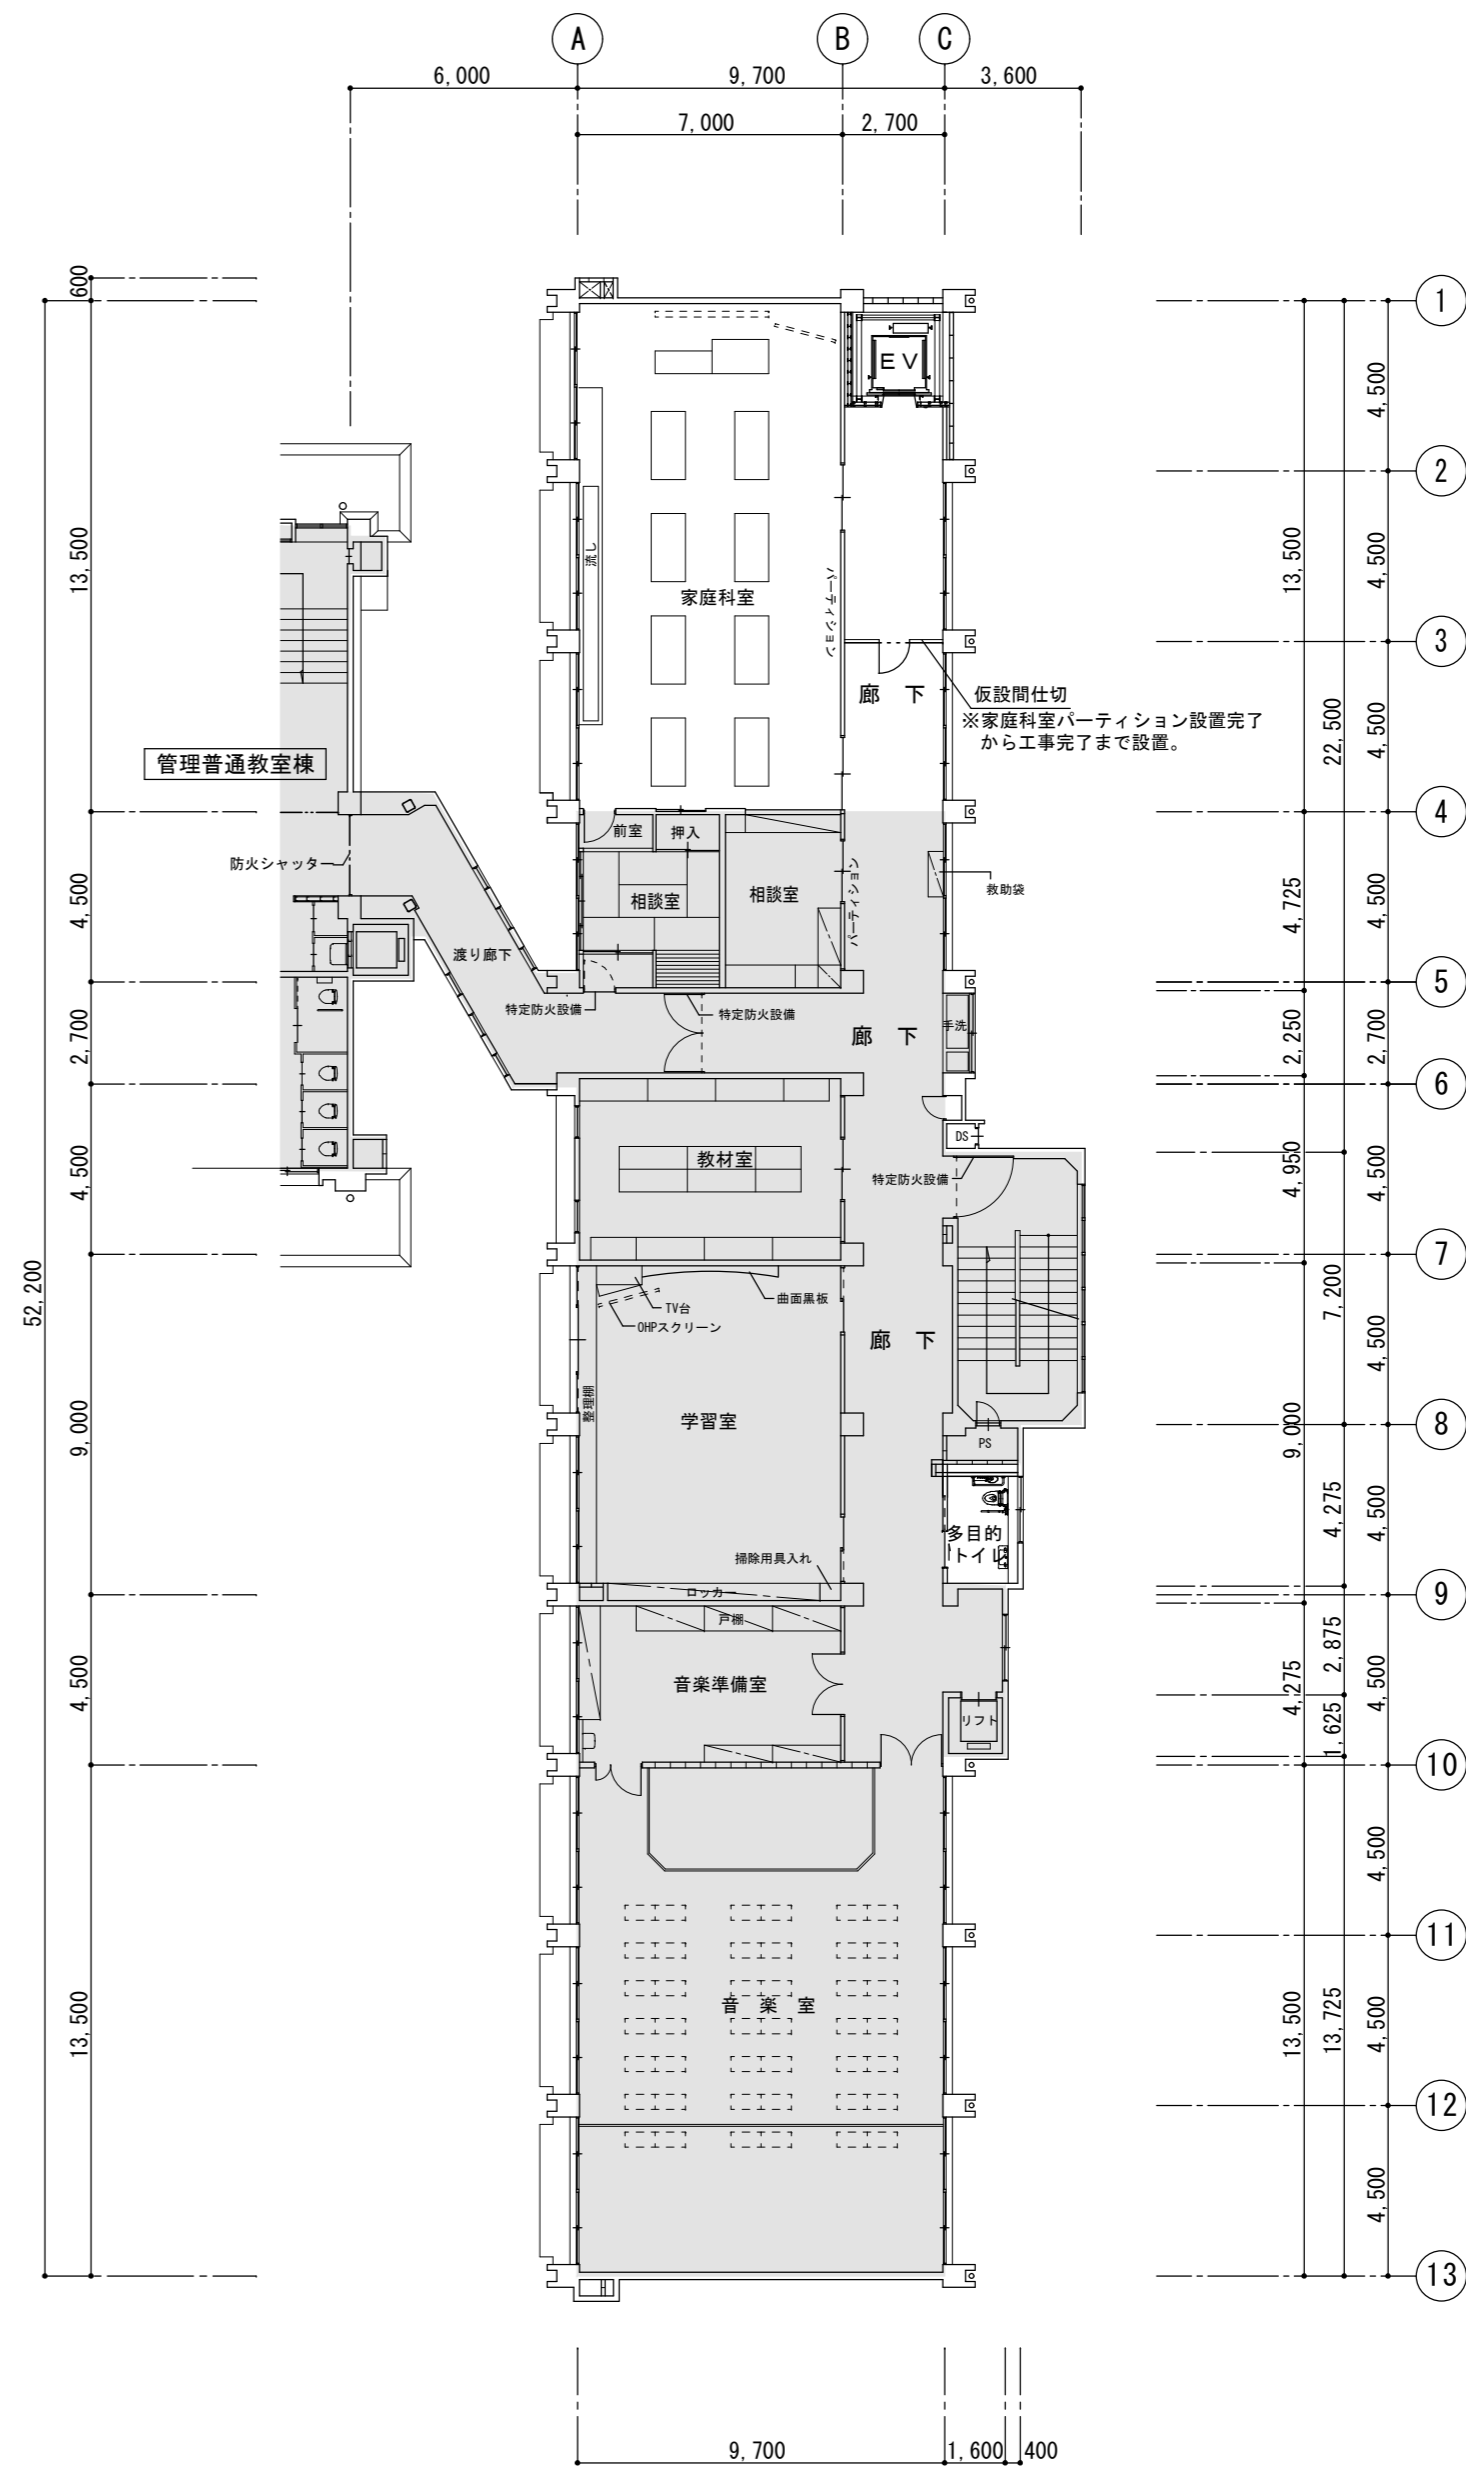 A
B
C
6,000
9,700
3,600
7,000
2,700
600
1
EV
4,500
2
13,500
流し
13,500
4,500
家庭科室
パーティション
3
廊 下
仮設間仕切
※家庭科室パーティション設置完了
から工事完了まで設置。
22,500
4,500
管理普通教室棟
4
前室
押入
防火シャッター
相談室
相談室
パーティション
救助袋
4,500
4,725
4,500
渡り廊下
5
特定防火設備
特定防火設備
廊 下
手洗
2,700
2,250
2,700
6
DS
教材室
特定防火設備
4,500
4,950
4,500
7
52,200
TV台
曲面黒板
OHPスクリーン
廊 下
7,200
4,500
整理棚
学習室
8
9,000
9,000
PS
多目的
トイレ
4,275
4,500
掃除用具入れ
ロッカー
9
戸棚
音楽準備室
リフト
4,500
4,275
2,875
1,625
4,500
10
4,500
11
音 楽 室
13,500
13,500
13,725
4,500
12
4,500
13
9,700
1,600
400